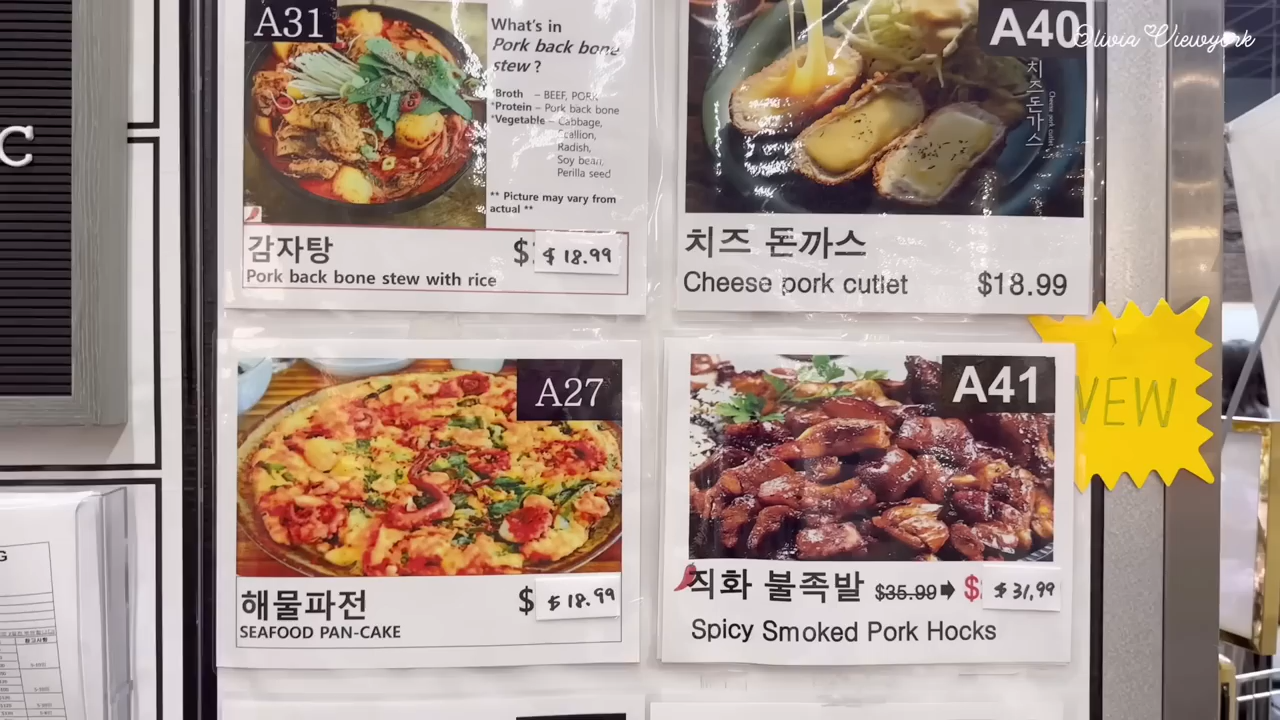 A31
What's in
Pork back bone
stew ?
*Broth – BEEF, PORK
*Protein – Pork back bone
*Vegetable – Cabbage,
Scallion,
Radish,
Soy bean,
Perilla seed
** Picture may vary from
actual **
감자탕 $ $ 18.99
Pork back bone stew with rice
A40
Olivia Viewyork
치즈돈까스
Cheese pork cutlet
치즈 돈까스
Cheese pork cutlet $18.99
A27
해물파전 $ $ 18.99
SEAFOOD PAN-CAKE
A41
NEW
직화 불족발 $35.99 $ $ 31,99
Spicy Smoked Pork Hocks
C
G